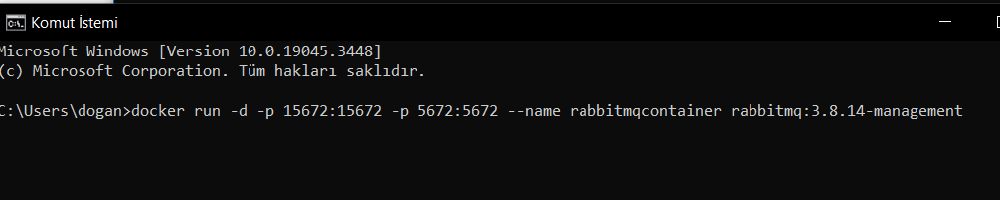 Komut İstemi
Microsoft Windows [Version 10.0.19045.3448]
(c) Microsoft Corporation. Tüm hakları saklıdır.
C:\Users\dogan>docker run -d -p 15672:15672 -p 5672:5672 --name rabbitmqcontainer rabbitmq:3.8.14-management